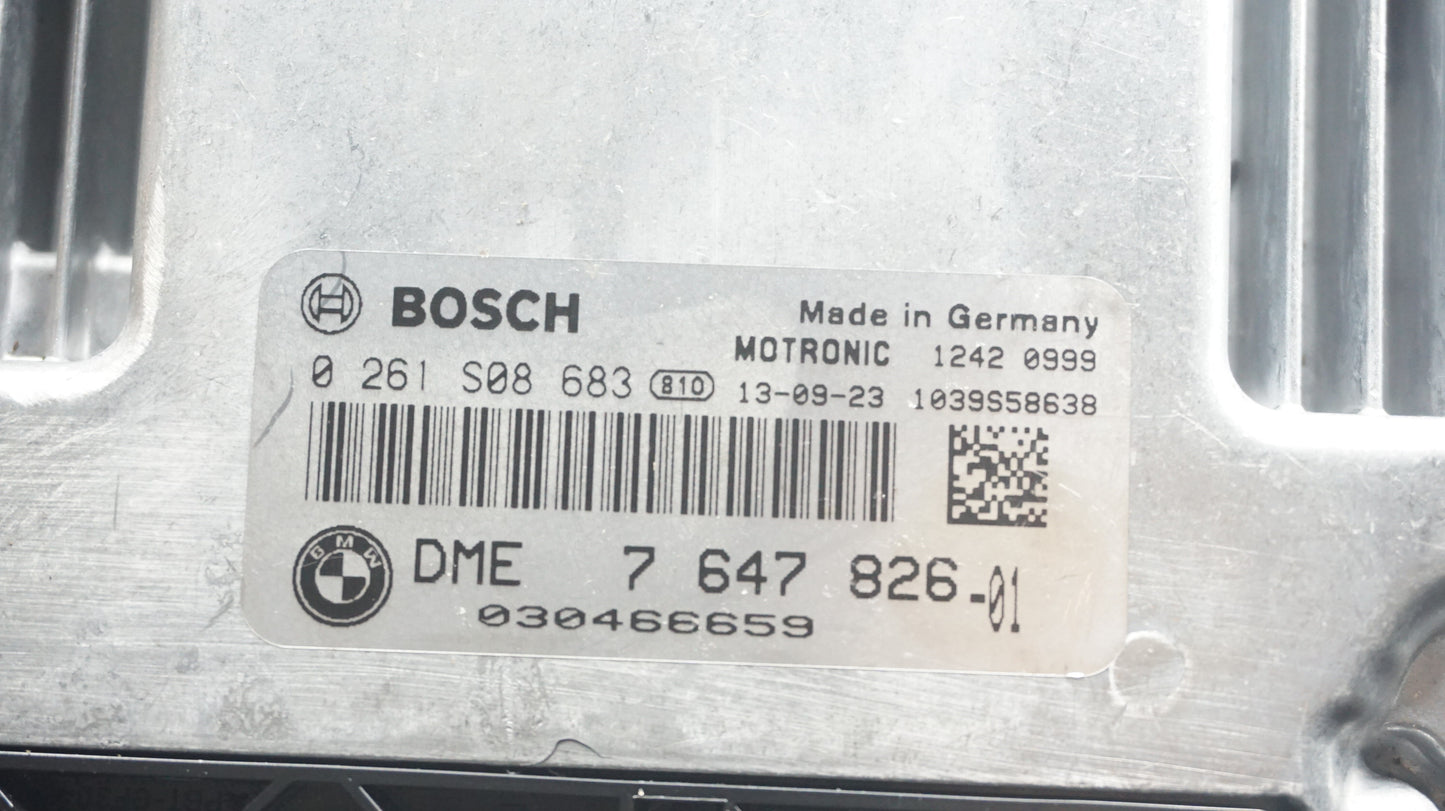 BOSCH
Made in Germany
MOTRONIC 1242 0999
0 261 S08 683 810 13-09-23 1039S58638
BMW DME 7 647 826-01
030466659